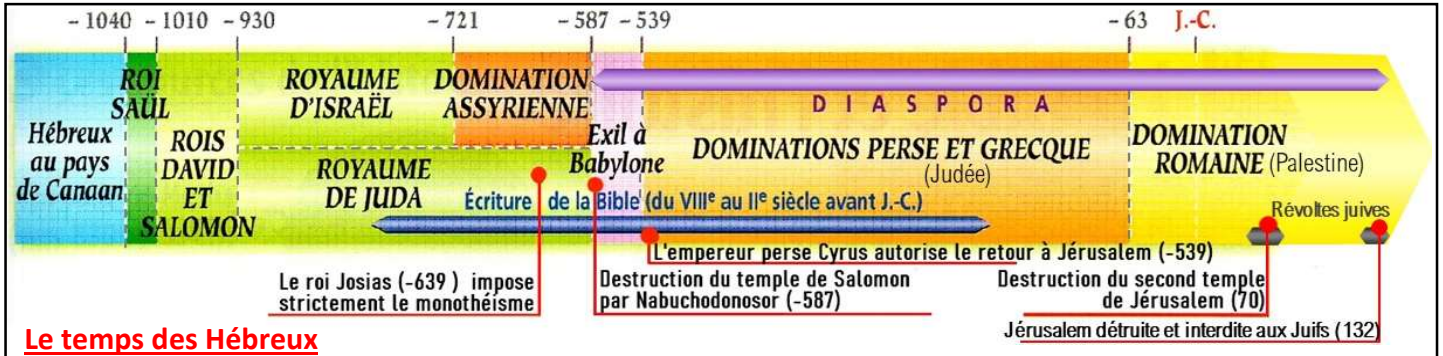 - 1040 - 1010 - 930 - 721 - 587 - 539 - 63 J.-C.
Hébreux
au pays
de Canaan
ROI
SAÜL
ROIS
DAVID
ET
SALOMON
ROYAUME
D'ISRAËL
DOMINATION
ASSYRIENNE
ROYAUME
DE JUDA
Exil à
Babylone
DIASPORA
DOMINATIONS PERSE ET GRECQUE
(Judée)
DOMINATION
ROMAINE (Palestine)
Écriture de la Bible (du VIIIe au IIe siècle avant J.-C.)
Révoltes juives
L'empereur perse Cyrus autorise le retour à Jérusalem (-539)
Le roi Josias (-639 ) impose
strictement le monothéisme
Destruction du temple de Salomon
par Nabuchodonosor (-587)
Destruction du second temple
de Jérusalem (70)
Jérusalem détruite et interdite aux Juifs (132)
Le temps des Hébreux